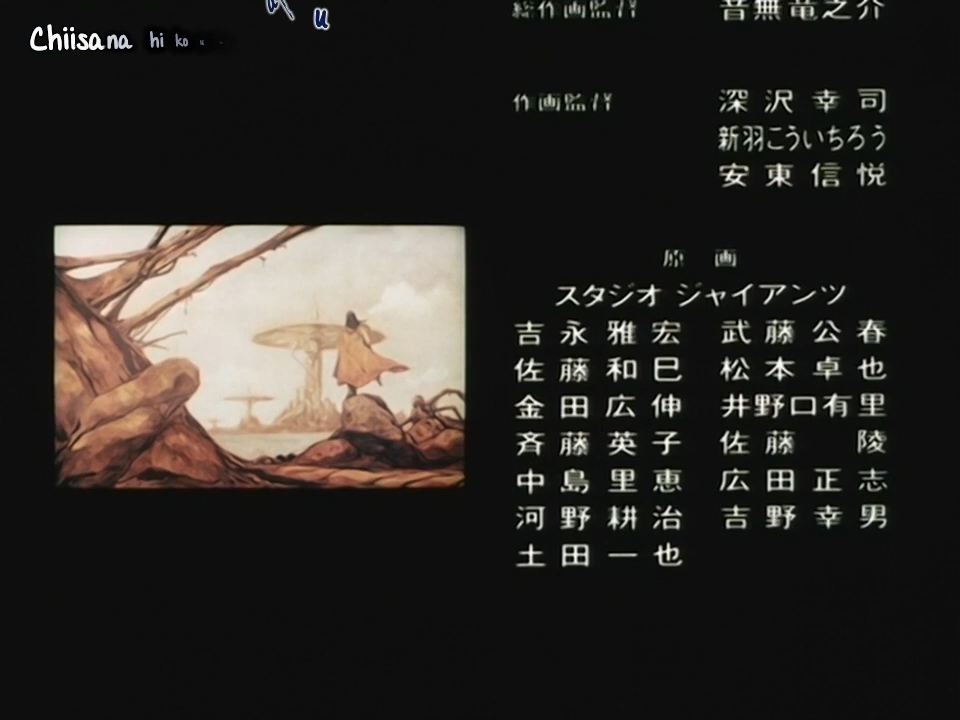 u
Chiisana hi ko u
総作画監督 音無竜之介
作画監督 深沢幸司
新羽こういちろう
安東信悦
原画
スタジオジャイアンツ
吉永雅宏 武藤公春
佐藤和巳 松本卓也
金田広伸 井野口有里
斉藤英子 佐藤 陵
中島里恵 広田正志
河野耕治 吉野幸男
土田一也